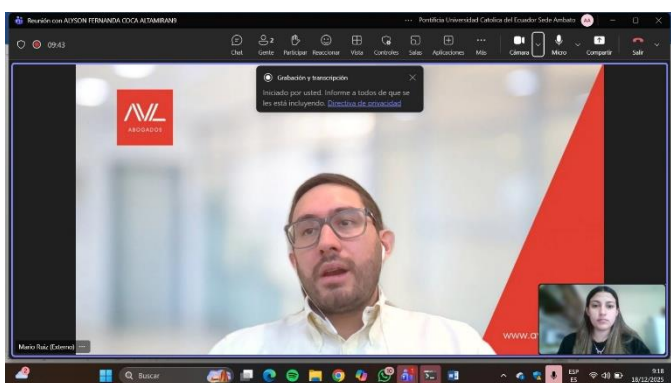 Reunión con ALYSON FERNANDA COCA ALTAMIRANO
Pontificia Universidad Catolica del Ecuador Sede Ambato
AA
09:43
Chat
2
Gente
Participar
Reaccionar
Vista
Controles
Salas
Aplicaciones
Más
Cámara
Micro
Compartir
Salir
Grabación y transcripción
Iniciado por usted. Informe a todos de que se
les está incluyendo. Directiva de privacidad
AVL
ABOGADOS
www.a
Mario Ruiz (Externo)
Buscar
ESP
ES
9:18
18/12/2025